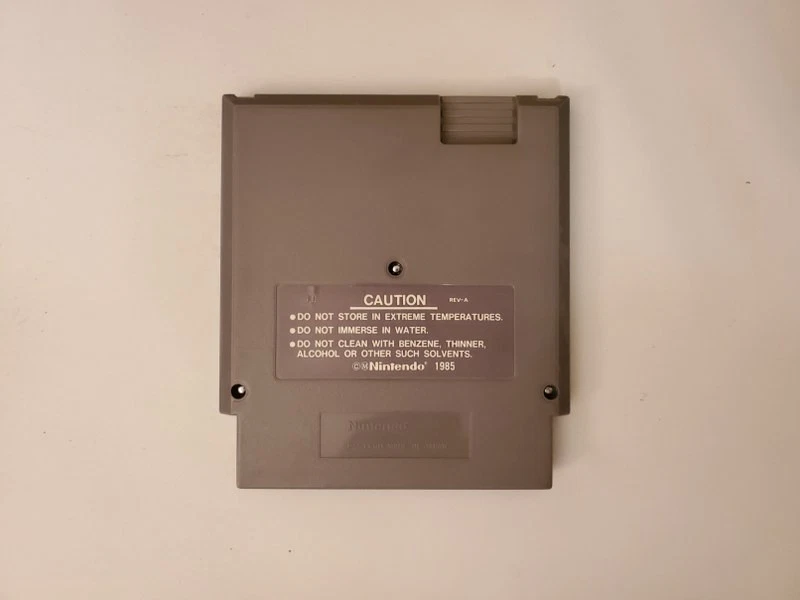 CAUTION REV-A
●DO NOT STORE IN EXTREME TEMPERATURES.
●DO NOT IMMERSE IN WATER.
●DO NOT CLEAN WITH BENZENE, THINNER,
ALCOHOL OR OTHER SUCH SOLVENTS.
©ⓂNintendo® 1985
Nintendo